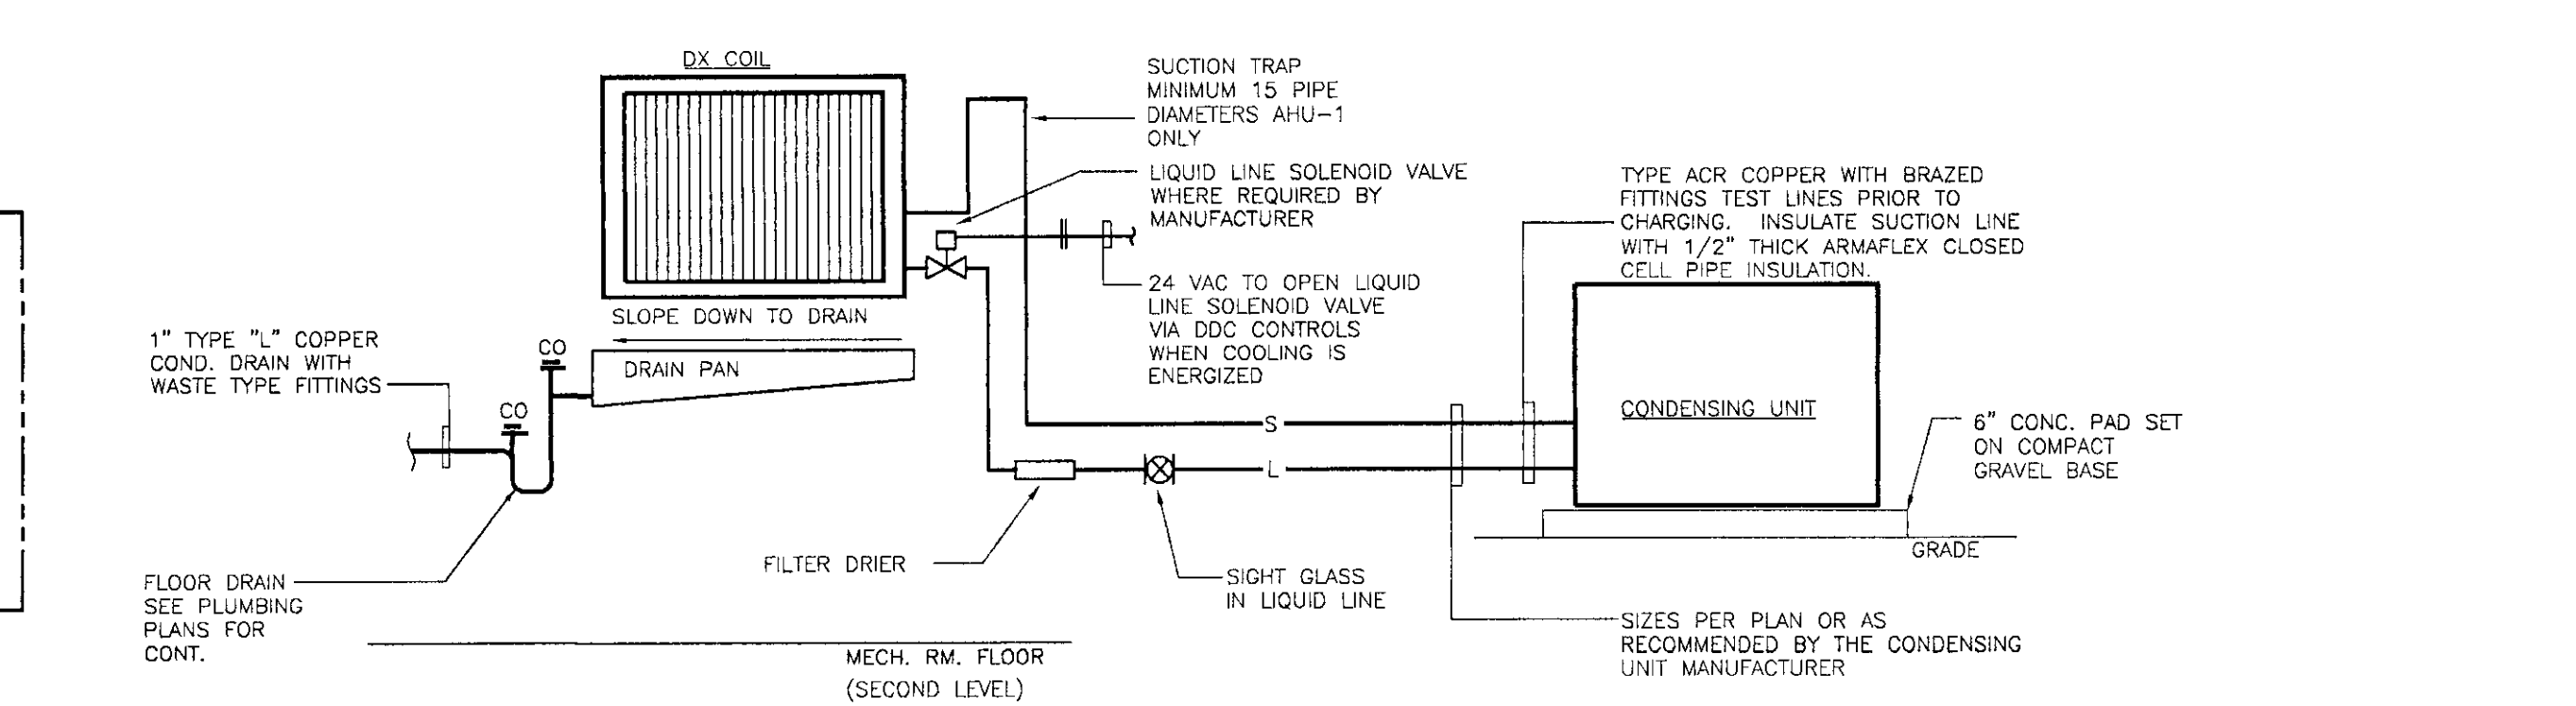 DX COIL
SUCTION TRAP
MINIMUM 15 PIPE
DIAMETERS AHU-1
ONLY
LIQUID LINE SOLENOID VALVE
WHERE REQUIRED BY
MANUFACTURER
TYPE ACR COPPER WITH BRAZED
FITTINGS TEST LINES PRIOR TO
CHARGING. INSULATE SUCTION LINE
WITH 1/2" THICK ARMAFLEX CLOSED
CELL PIPE INSULATION.
24 VAC TO OPEN LIQUID
LINE SOLENOID VALVE
VIA DDC CONTROLS
WHEN COOLING IS
ENERGIZED
SLOPE DOWN TO DRAIN
1" TYPE "L" COPPER
COND. DRAIN WITH
WASTE TYPE FITTINGS
CO
DRAIN PAN
CO
S
L
CONDENSING UNIT
6" CONC. PAD SET
ON COMPACT
GRAVEL BASE
GRADE
FILTER DRIER
SIGHT GLASS
IN LIQUID LINE
FLOOR DRAIN
SEE PLUMBING
PLANS FOR
CONT.
SIZES PER PLAN OR AS
RECOMMENDED BY THE CONDENSING
UNIT MANUFACTURER
MECH. RM. FLOOR
(SECOND LEVEL)